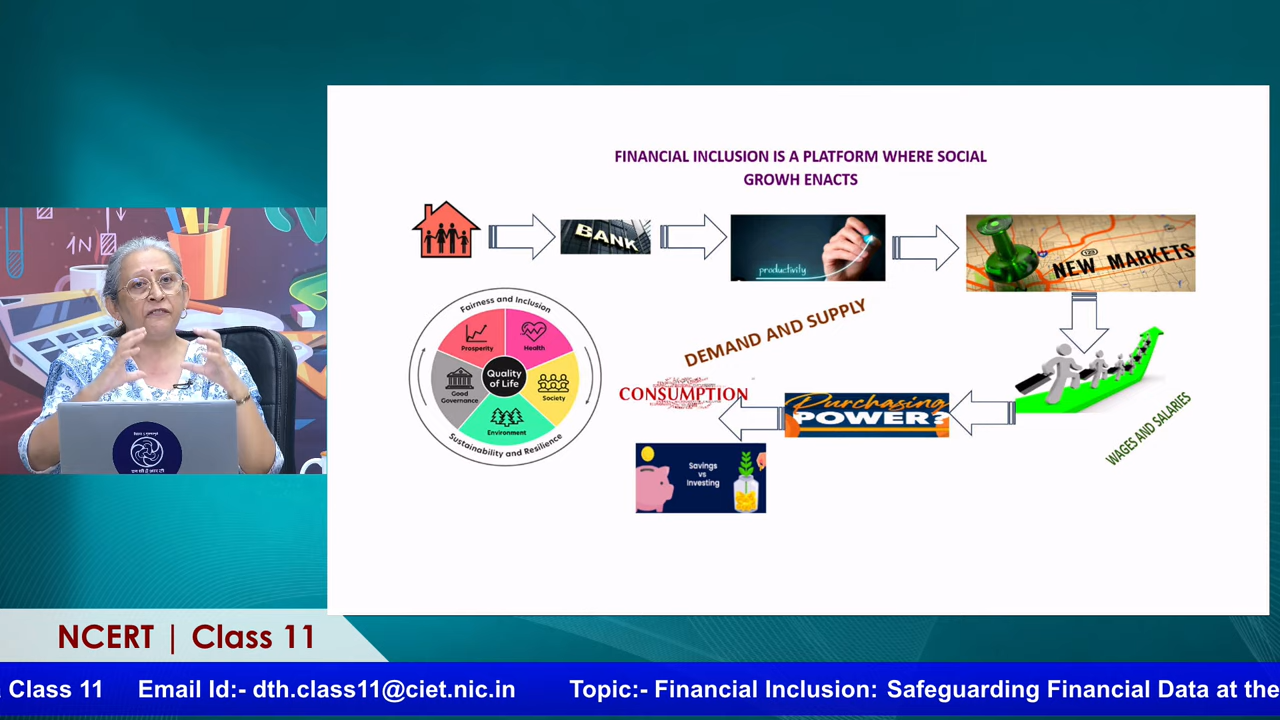 FINANCIAL INCLUSION IS A PLATFORM WHERE SOCIAL
GROWH ENACTS
BANK
productivity
NEW MARKETS
1N
Fairness and Inclusion
Prosperity
Health
Quality
of Life
Good
Governance
Society
Environment
Sustainability and Resilience
DEMAND AND SUPPLY
CONSUMPTION
Purchasing
POWER?
WAGES AND SALARIES
Savings
vs
Investing
NCERT | Class 11
Class 11 Email Id:- dth.class11@ciet.nic.in Topic:- Financial Inclusion: Safeguarding Financial Data at the